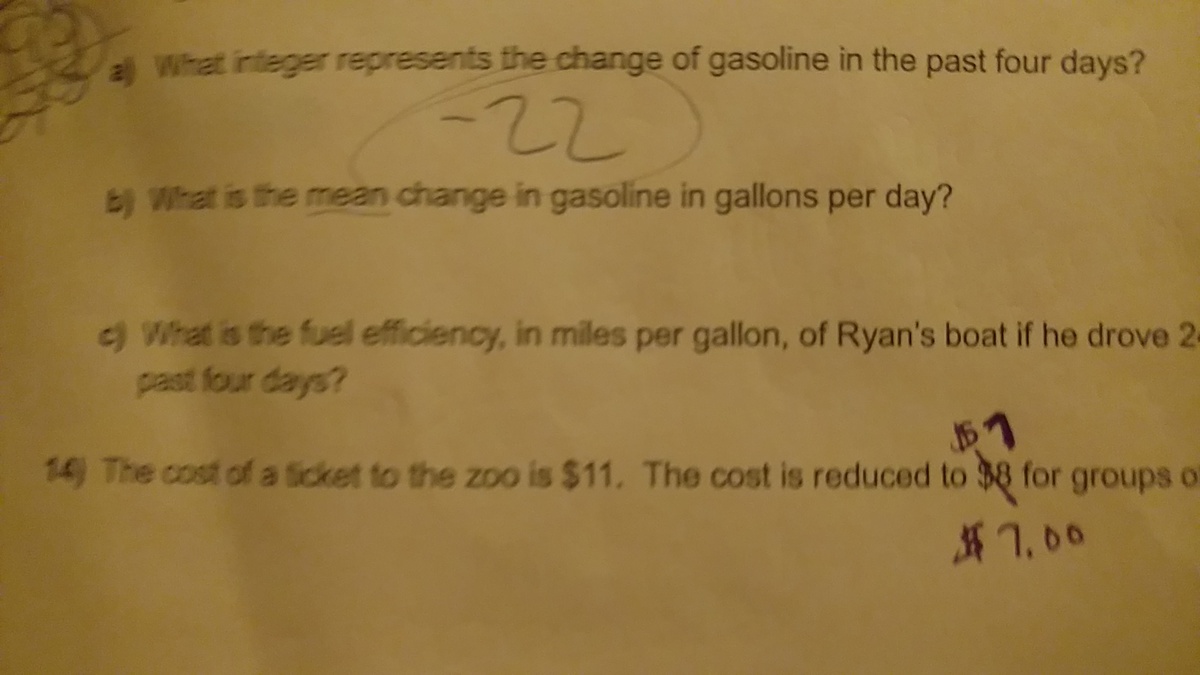 a) What integer represents the change of gasoline in the past four days?
-22
b) What is the mean change in gasoline in gallons per day?
c) What is the fuel efficiency, in miles per gallon, of Ryan's boat if he drove 2
past four days?
$7
14) The cost of a ticket to the zoo is $11. The cost is reduced to $8 for groups o
$7.00